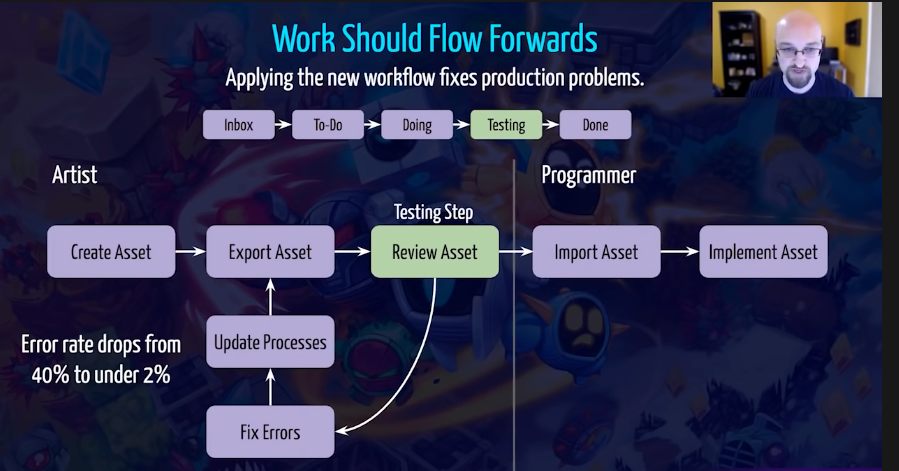 Work Should Flow Forwards
Applying the new workflow fixes production problems.
Inbox
To-Do
Doing
Testing
Done
Artist
Programmer
Testing Step
Create Asset
Export Asset
Review Asset
Import Asset
Implement Asset
Update Processes
Error rate drops from
40% to under 2%
Fix Errors